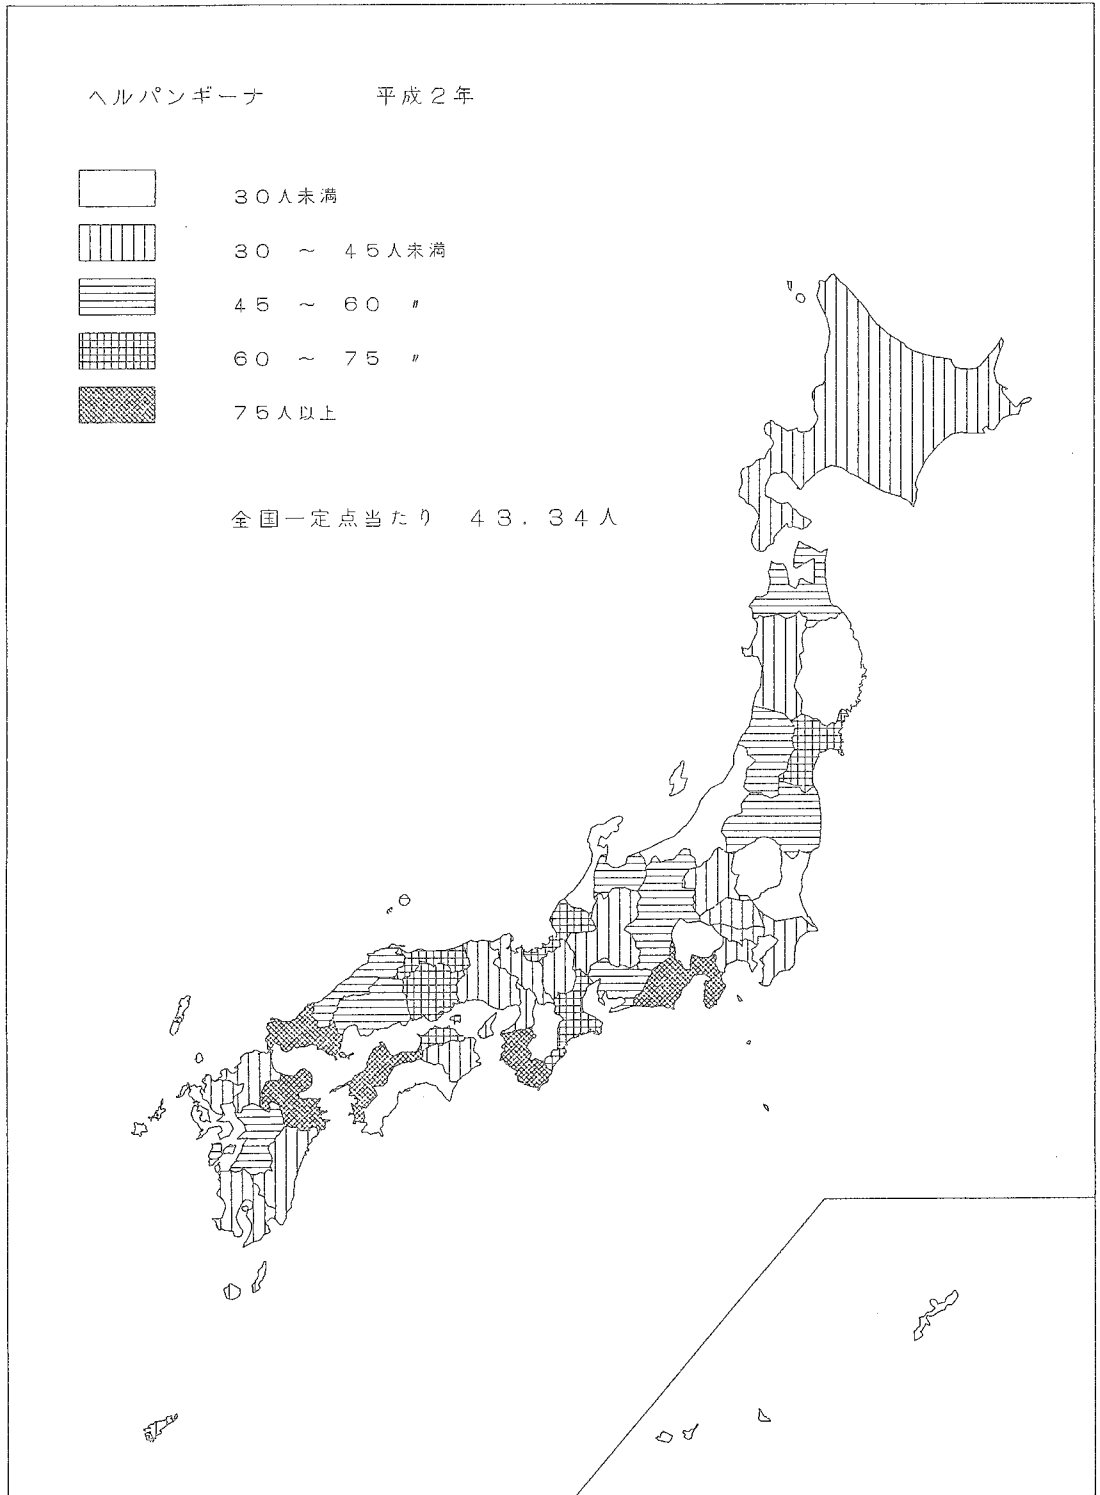 ヘルパンギーナ 平成２年
３０人未満
３０ ～ ４５人未満
４５ ～ ６０ 〃
６０ ～ ７５ 〃
７５人以上
全国一定点当たり ４３．３４人